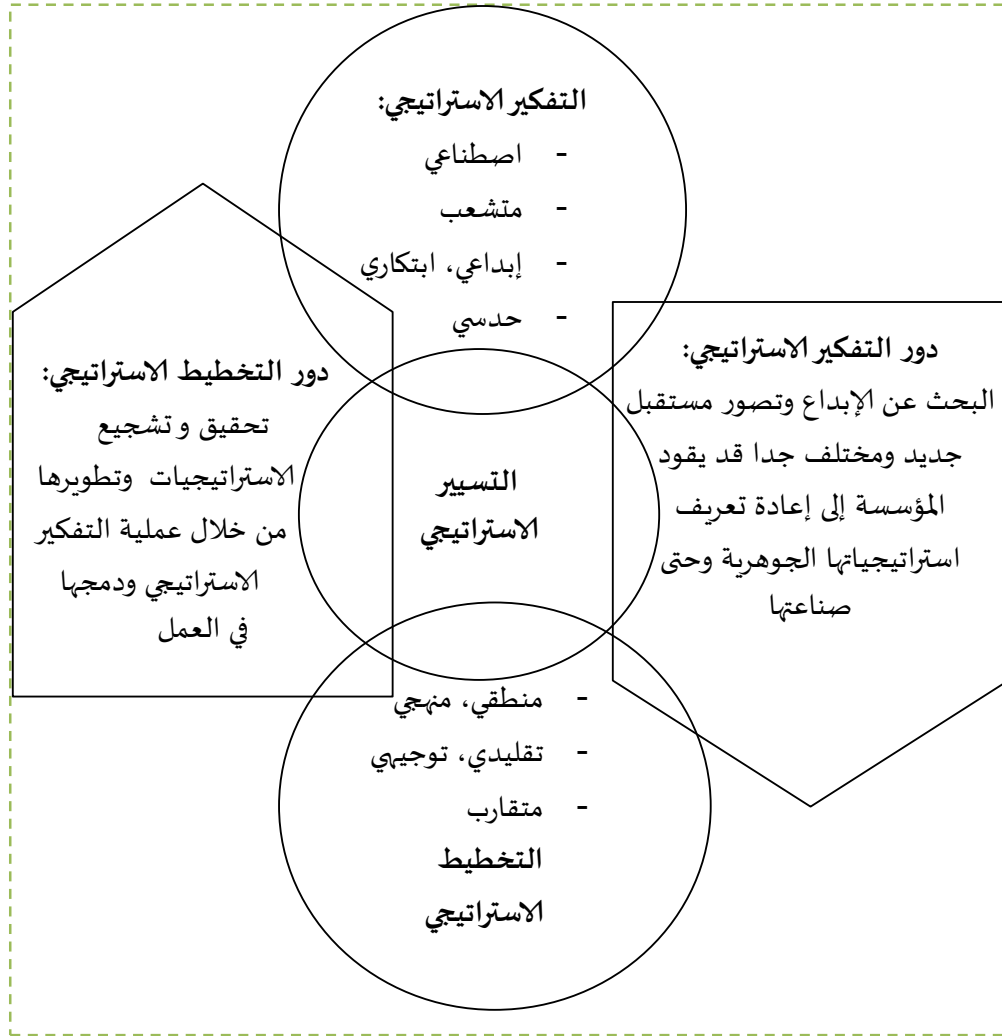 التفكير الاستراتيجي:
- اصطناعي
- متشعب
- إبداعي، ابتكاري
- حدسي
دور التفكير الاستراتيجي:
البحث عن الإبداع وتصور مستقبل
جديد ومختلف جدا قد يقود
المؤسسة إلى إعادة تعريف
استراتيجياتها الجوهرية وحتى
صناعتها
التسيير
الاستراتيجي
دور التخطيط الاستراتيجي:
تحقيق وتشجيع
الاستراتيجيات وتطويرها
من خلال عملية التفكير
الاستراتيجي ودمجها
في العمل
- منطقي، منهجي
- تقليدي، توجيهي
- متقارب
التخطيط
الاستراتيجي